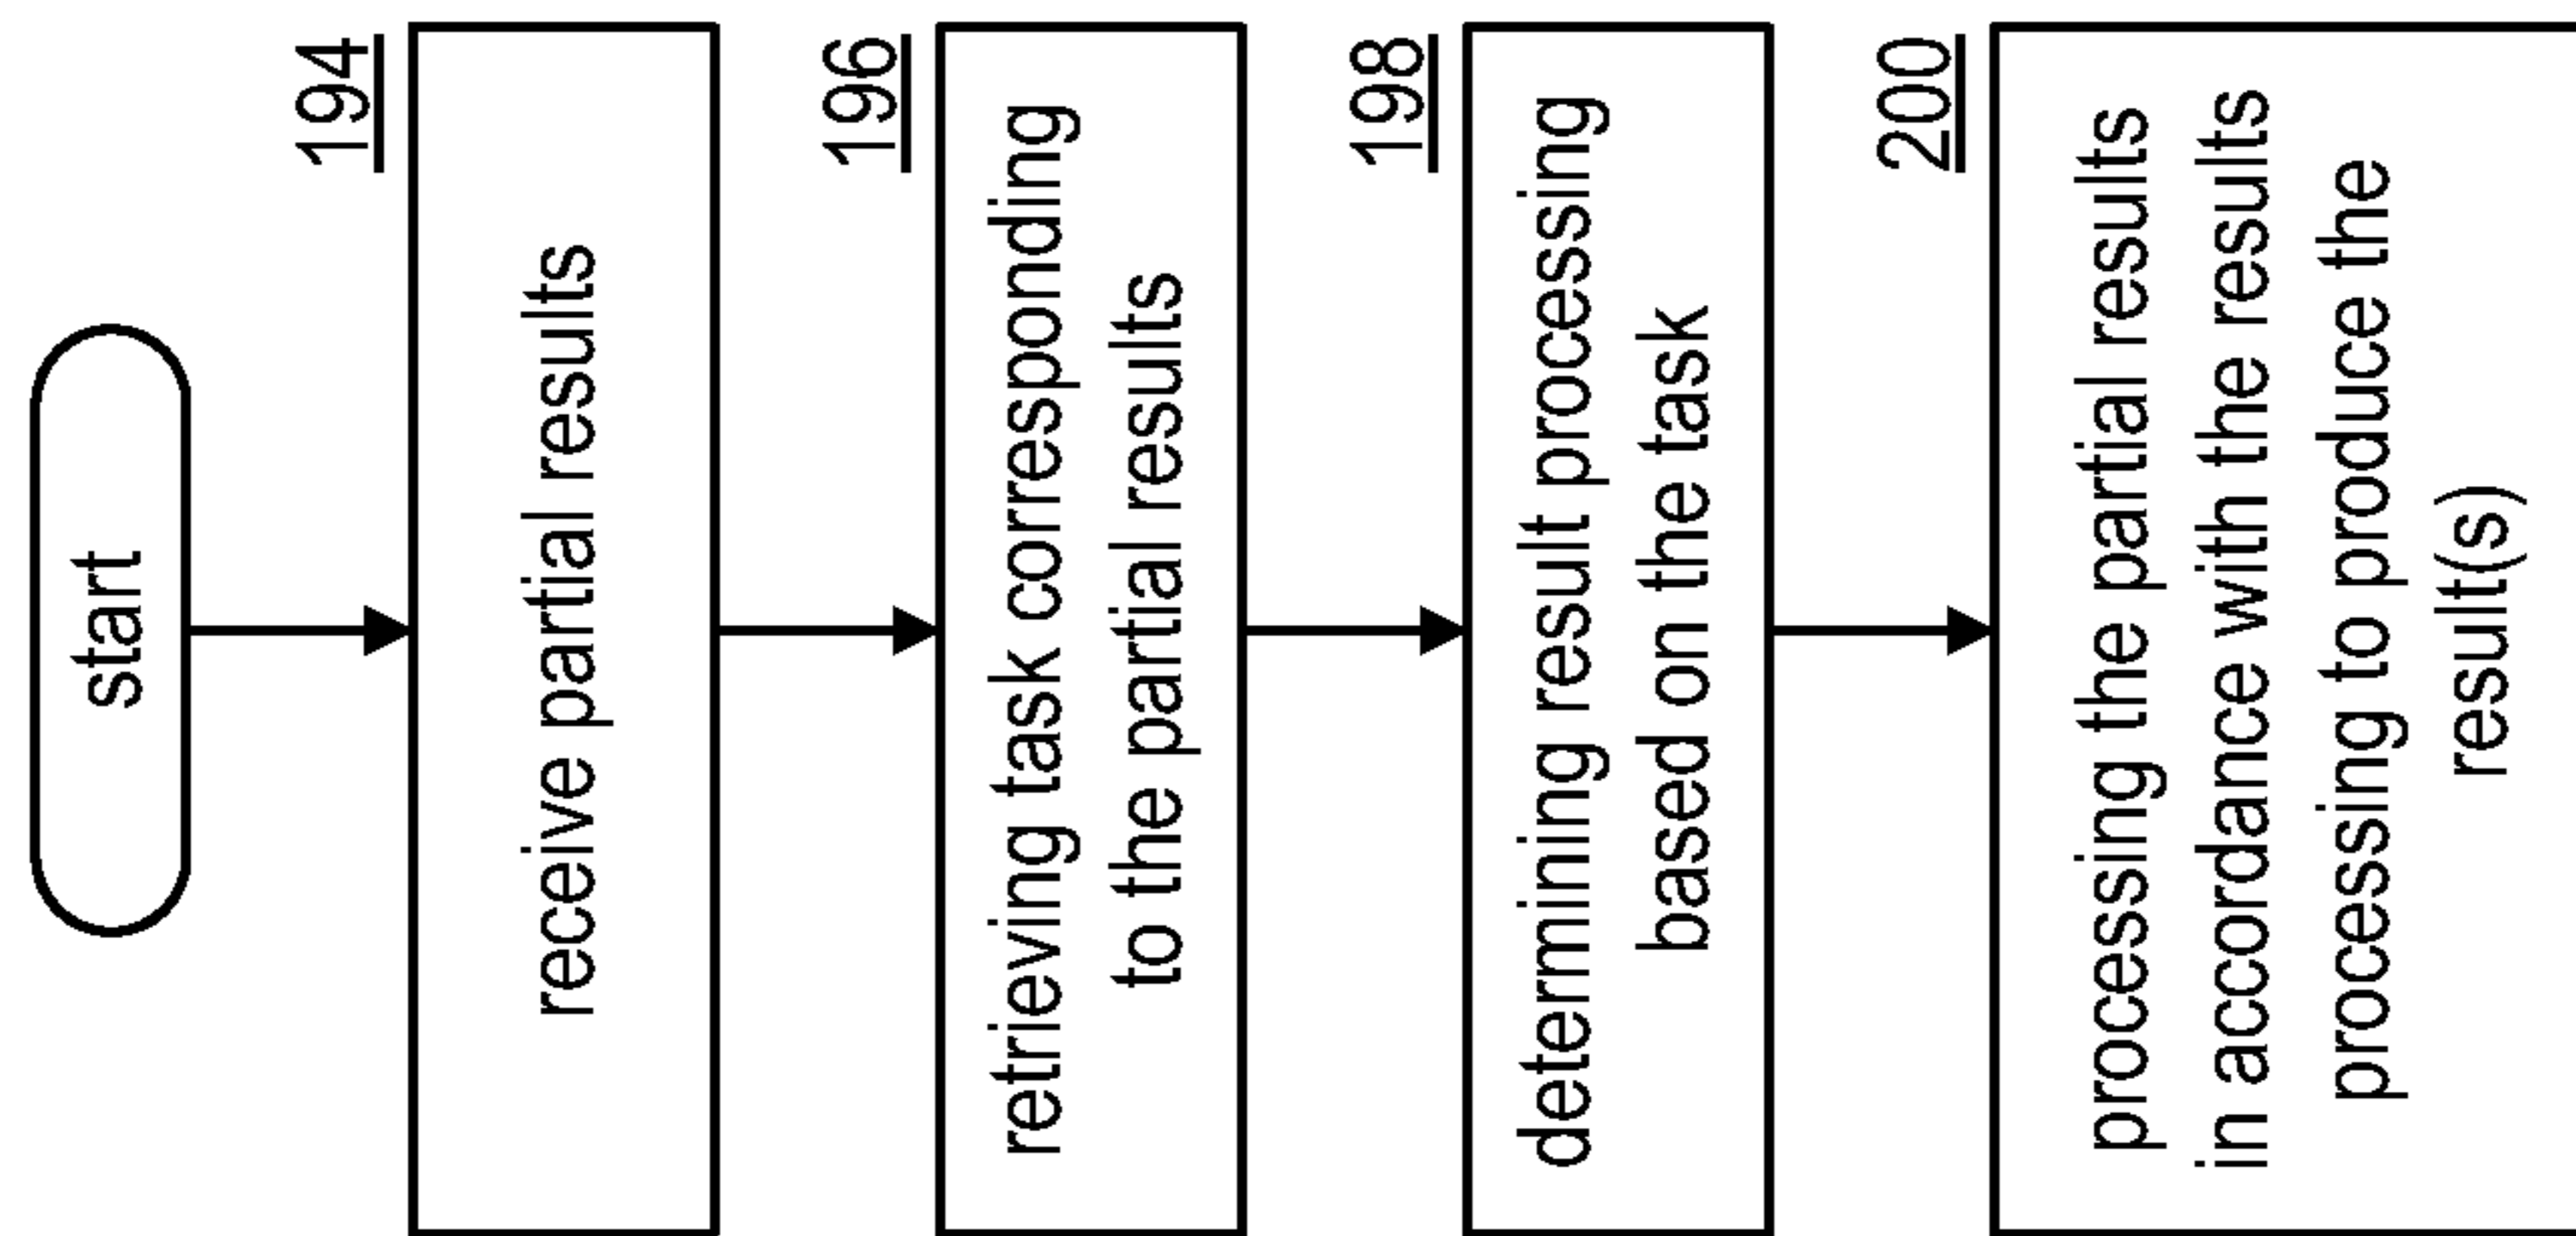 start
194
receive partial results
196
retrieving task corresponding
to the partial results
198
determining result processing
based on the task
200
processing the partial results
in accordance with the results
processing to produce the
result(s)